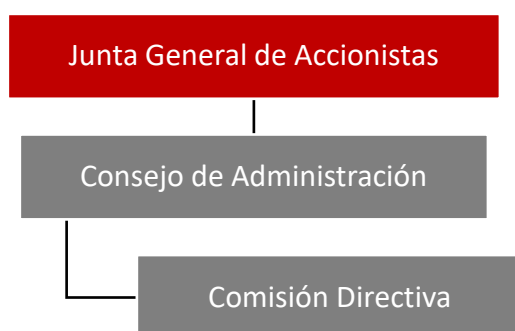 Junta General de Accionistas
Consejo de Administración
Comisión Directiva